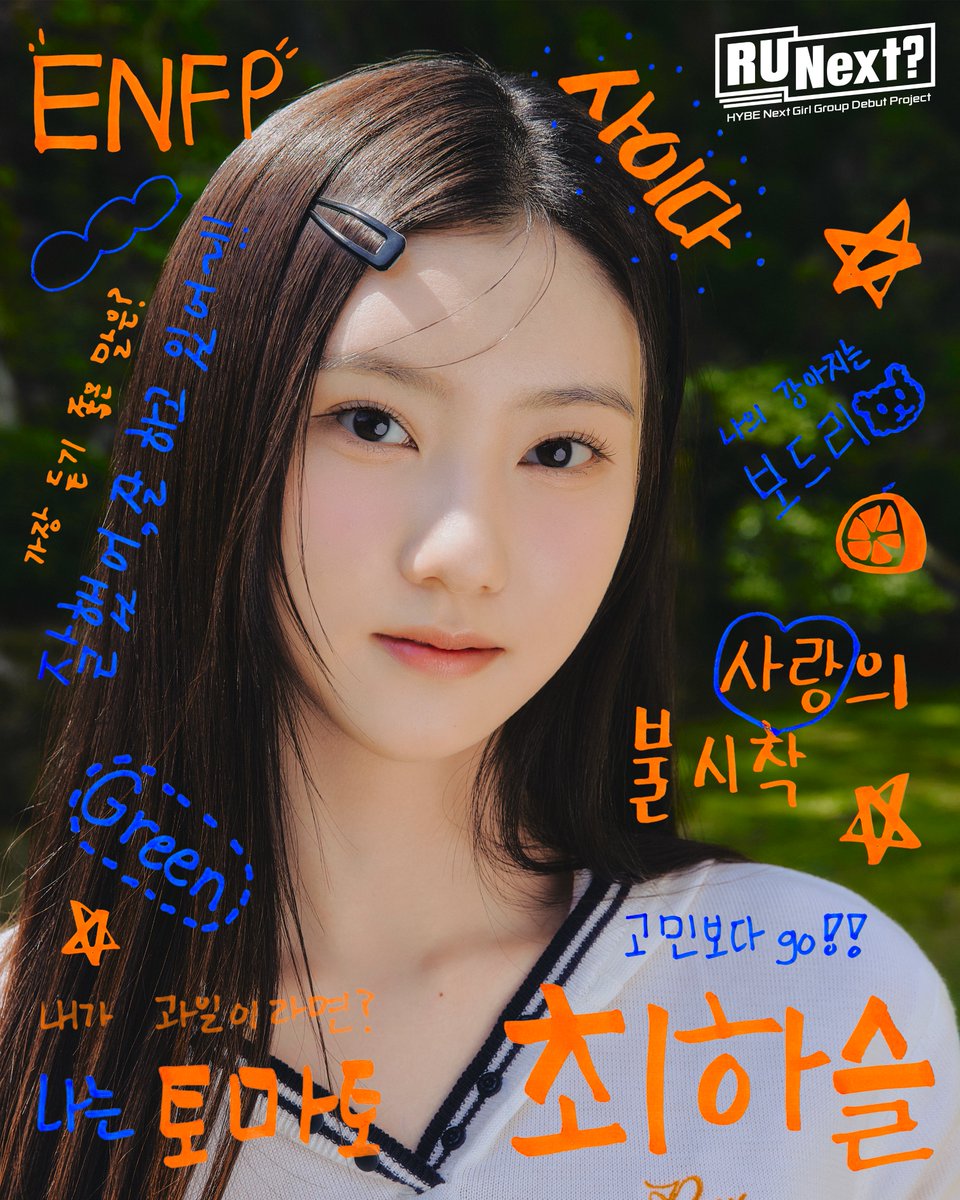 ENFP
사이다
RU Next?
HYBE Next Girl Group Debut Project
가장 듣기 좋은 말은?
잘했어, 잘 하고 있어~!
나의 강아지는
보드리
사랑의
불시착
Green
고민보다 go!!
내가 과일이라면?
나는 토마토
최하슬